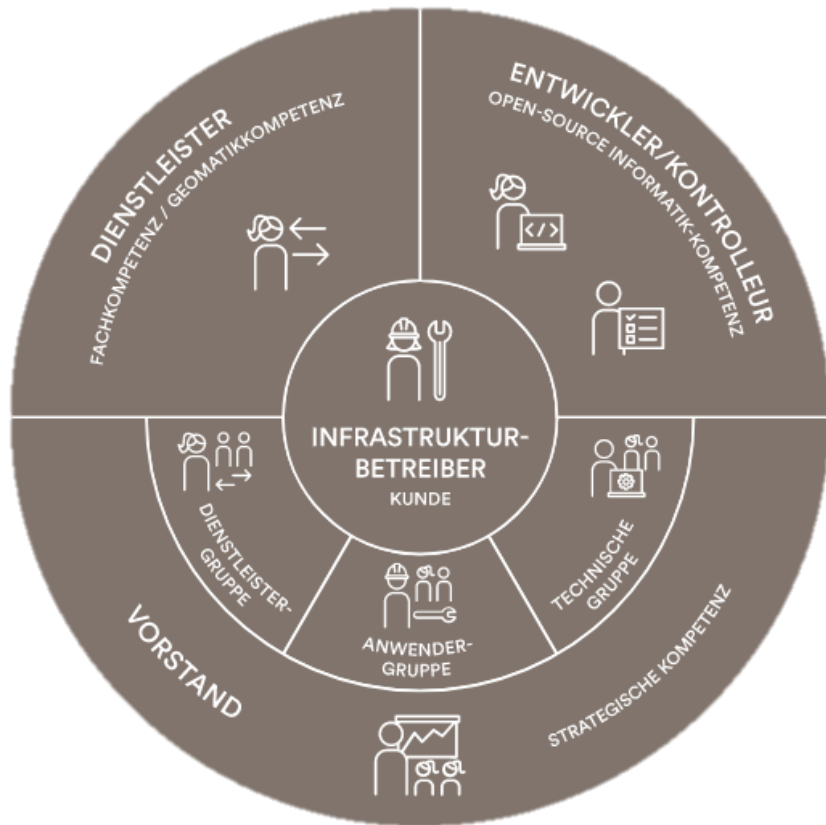 DIENSTLEISTER
FACHKOMPETENZ / GEOMATIKKOMPETENZ
ENTWICKLER/KONTROLLEUR
OPEN-SOURCE INFORMATIK-KOMPETENZ
</>
INFRASTRUKTUR-
BETREIBER
KUNDE
DIENSTLEISTER-
GRUPPE
ANWENDER-
GRUPPE
TECHNISCHE
GRUPPE
VORSTAND
STRATEGISCHE KOMPETENZ